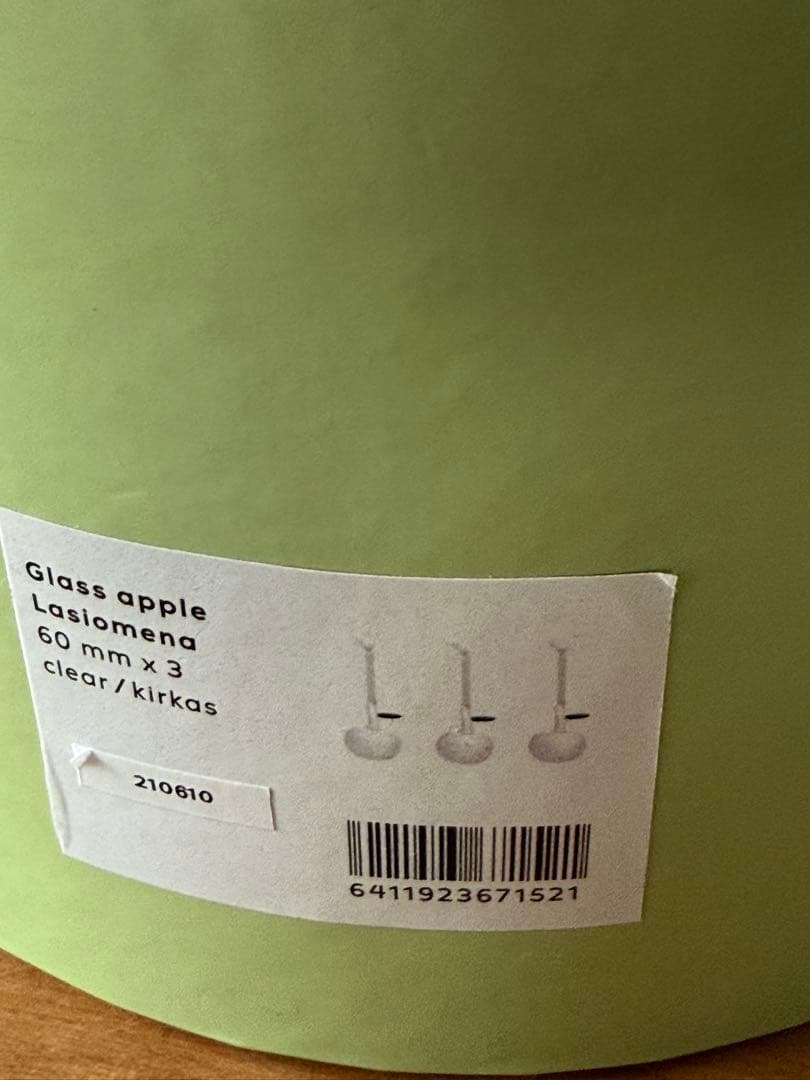 Glass apple
Lasiomena
60 mm x 3
clear / kirkas
210610
6411923671521